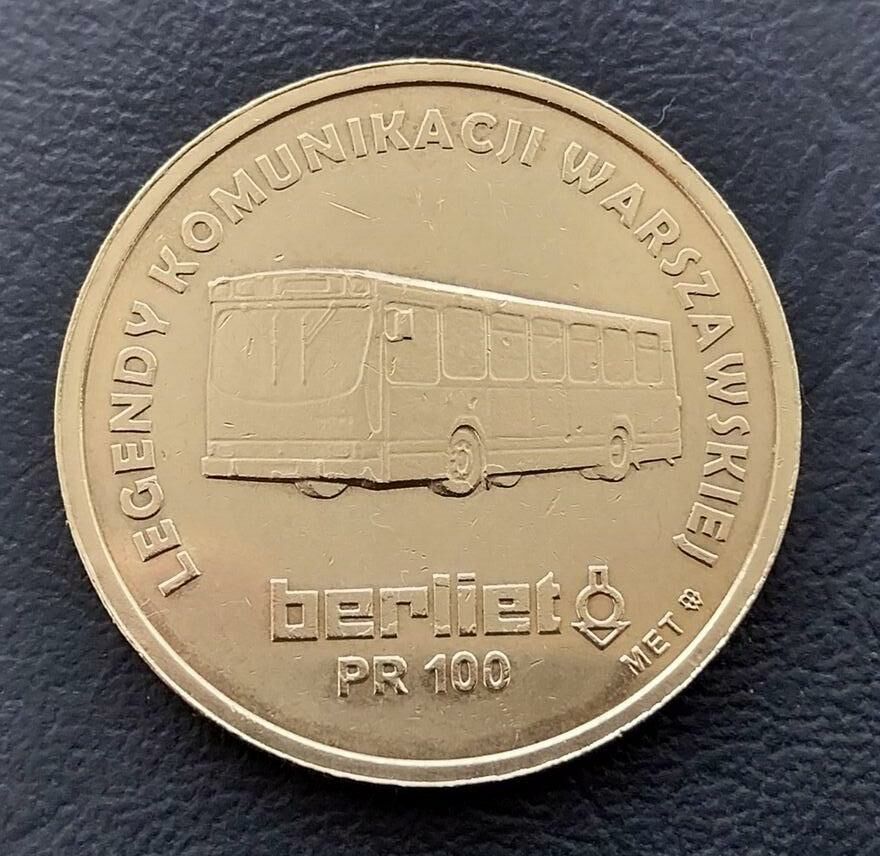 LEGENDY KOMUNIKACJI WARSZAWSKIEJ
berliet
PR 100
MET